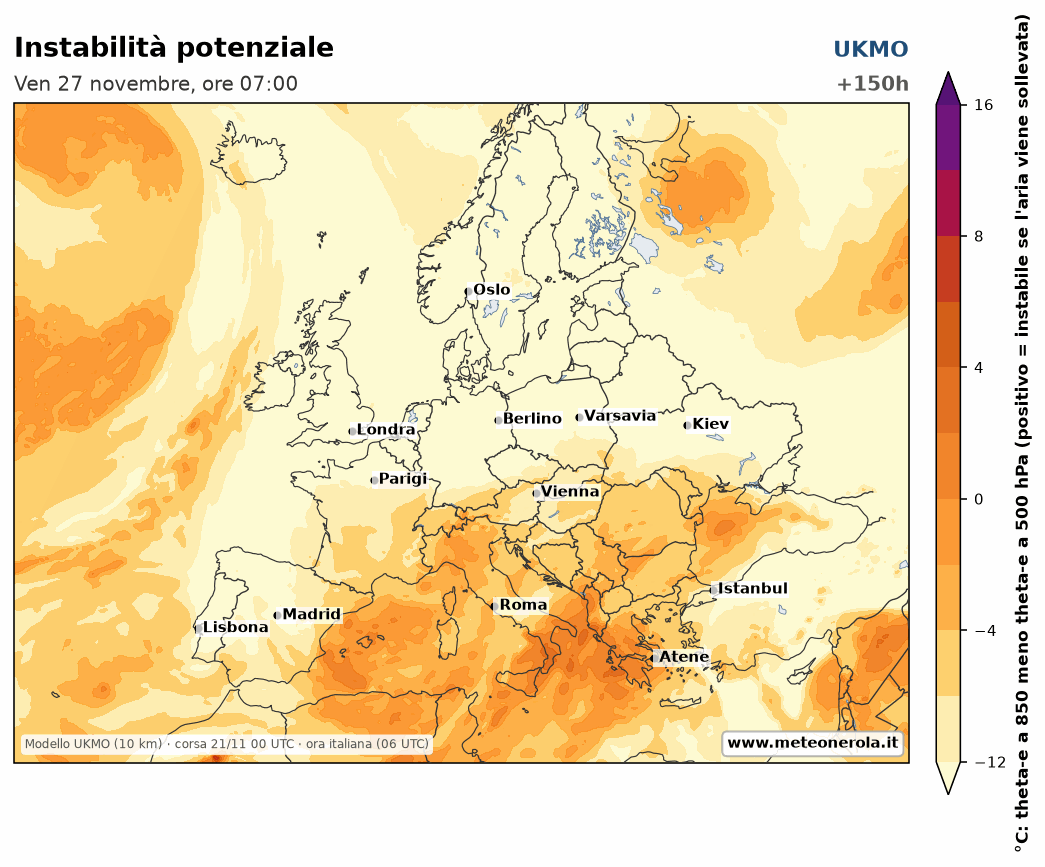 Instabilità potenziale
UKMO
Ven 27 novembre, ore 07:00
+150h
Oslo
Londra
Berlino
Varsavia
Kiev
Parigi
Vienna
Istanbul
Madrid
Roma
Lisbona
Atene
Modello UKMO (10 km) · corsa 21/11 00 UTC · ora italiana (06 UTC)
www.meteonerola.it
16
8
4
0
−4
−12
°C: theta-e a 850 meno theta-e a 500 hPa (positivo = instabile se l'aria viene sollevata)